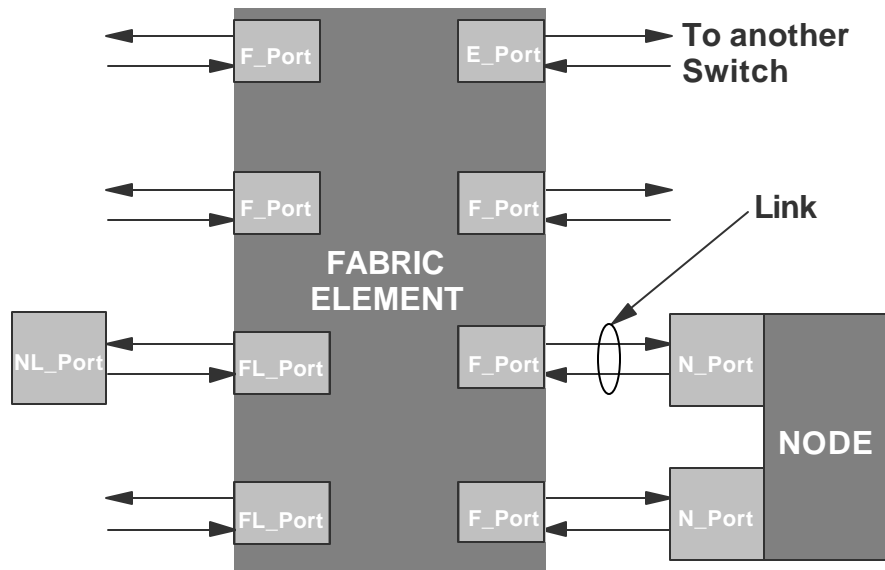 F_Port
E_Port
To another
Switch
F_Port
F_Port
Link
FABRIC
ELEMENT
NL_Port
FL_Port
F_Port
N_Port
NODE
FL_Port
F_Port
N_Port